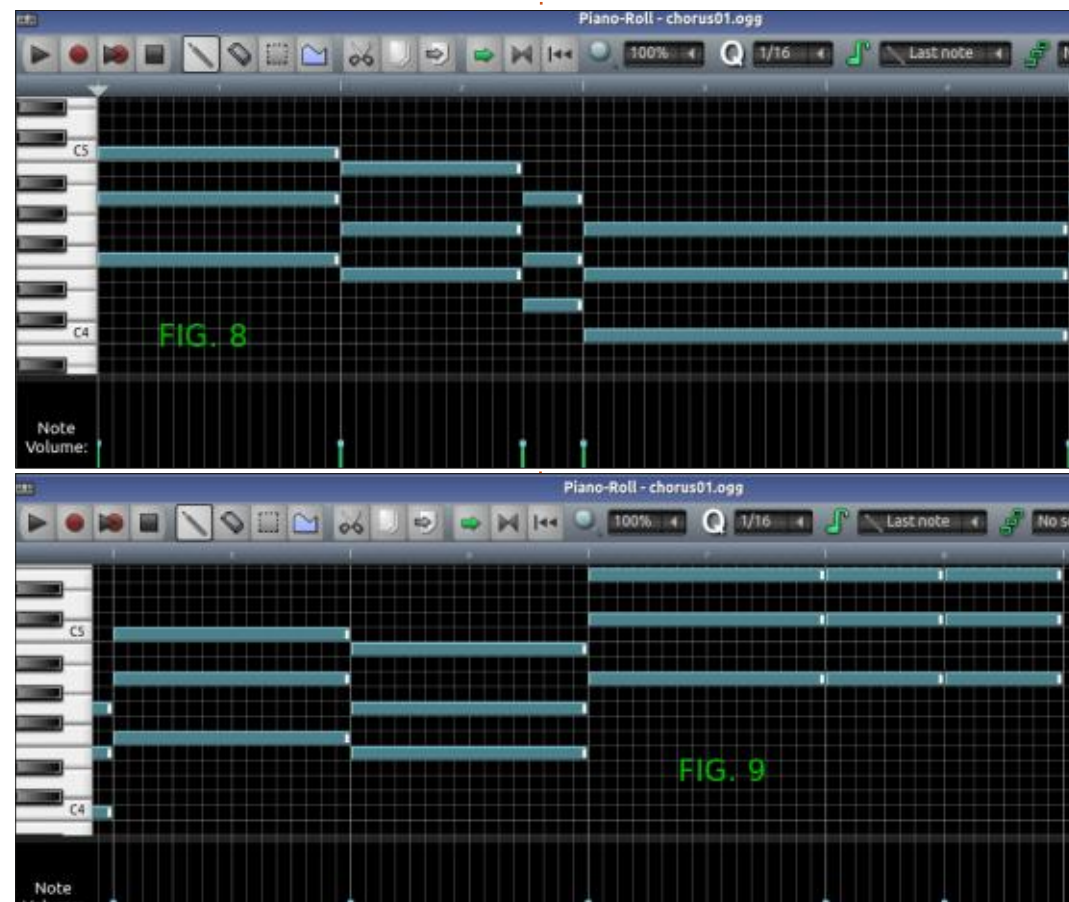 Piano-Roll - chorus01.ogg
100%
Q
1/16
Last note
C5
FIG. 8
C4
Note
Volume:
Piano-Roll - chorus01.ogg
100%
Q
1/16
Last note
C5
FIG. 9
C4
Note